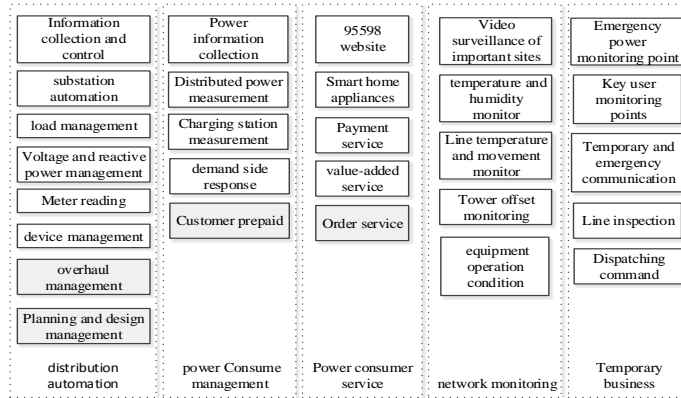 Information
collection and
control
substation
automation
load management
Voltage and reactive
power management
Meter reading
device management
overhaul
management
Planning and design
management
distribution
automation
Power
information
collection
Distributed power
measurement
Charging station
measurement
demand side
response
Customer prepaid
power Consume
management
95598
website
Smart home
appliances
Payment
service
value-added
service
Order service
Power consumer
service
Video
surveillance of
important sites
temperature and
humidity
monitor
Line temperature
and movement
monitor
Tower offset
monitoring
equipment
operation
condition
network monitoring
Emergency
power
monitoring point
Key user
monitoring
points
Temporary and
emergency
communication
Line inspection
Dispatching
command
Temporary
business